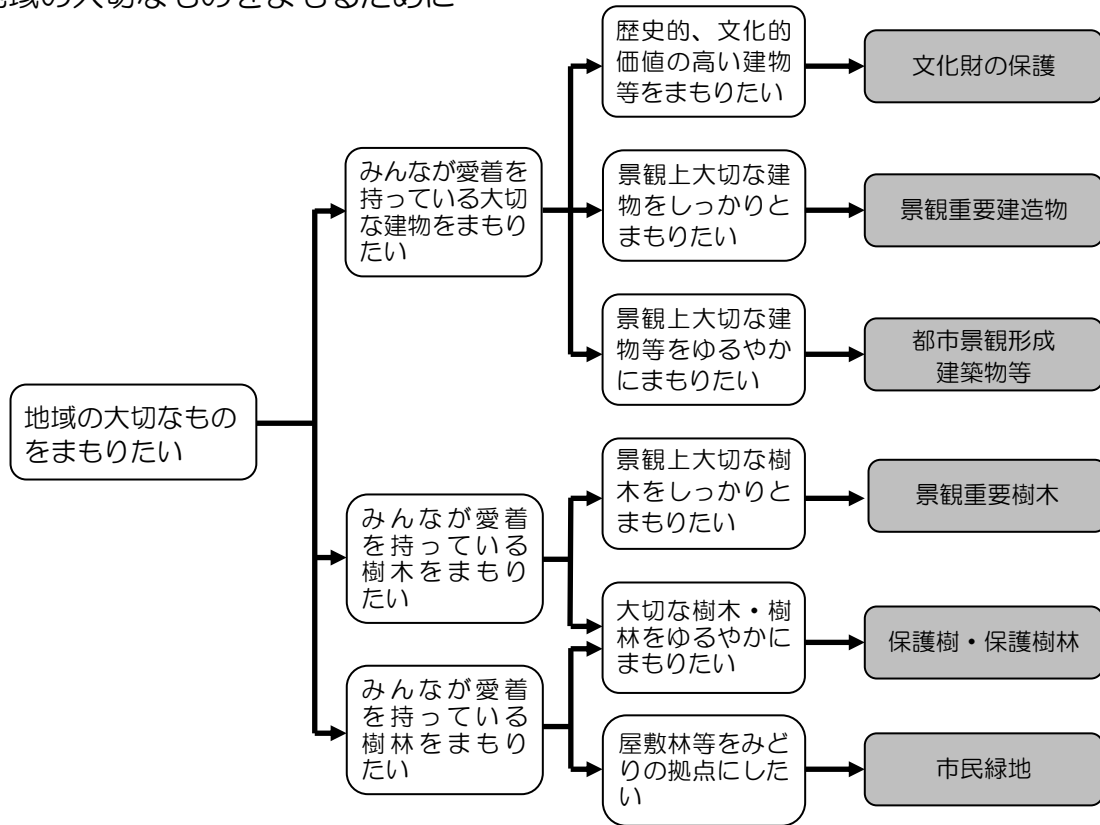 地域の大切なものをまもるために
歴史的、文化的
価値の高い建物
等をまもりたい
文化財の保護
みんなが愛着を
持っている大切
な建物をまもり
たい
景観上大切な建
物をしっかりと
まもりたい
景観重要建造物
景観上大切な建
物等をゆるやか
にまもりたい
都市景観形成
建築物等
地域の大切なもの
をまもりたい
景観上大切な樹
木をしっかりと
まもりたい
景観重要樹木
みんなが愛着
を持っている
樹木をまもり
たい
大切な樹木・樹
林をゆるやかに
まもりたい
保護樹・保護樹林
みんなが愛着
を持っている
樹林をまもり
たい
屋敷林等をみど
りの拠点にした
い
市民緑地